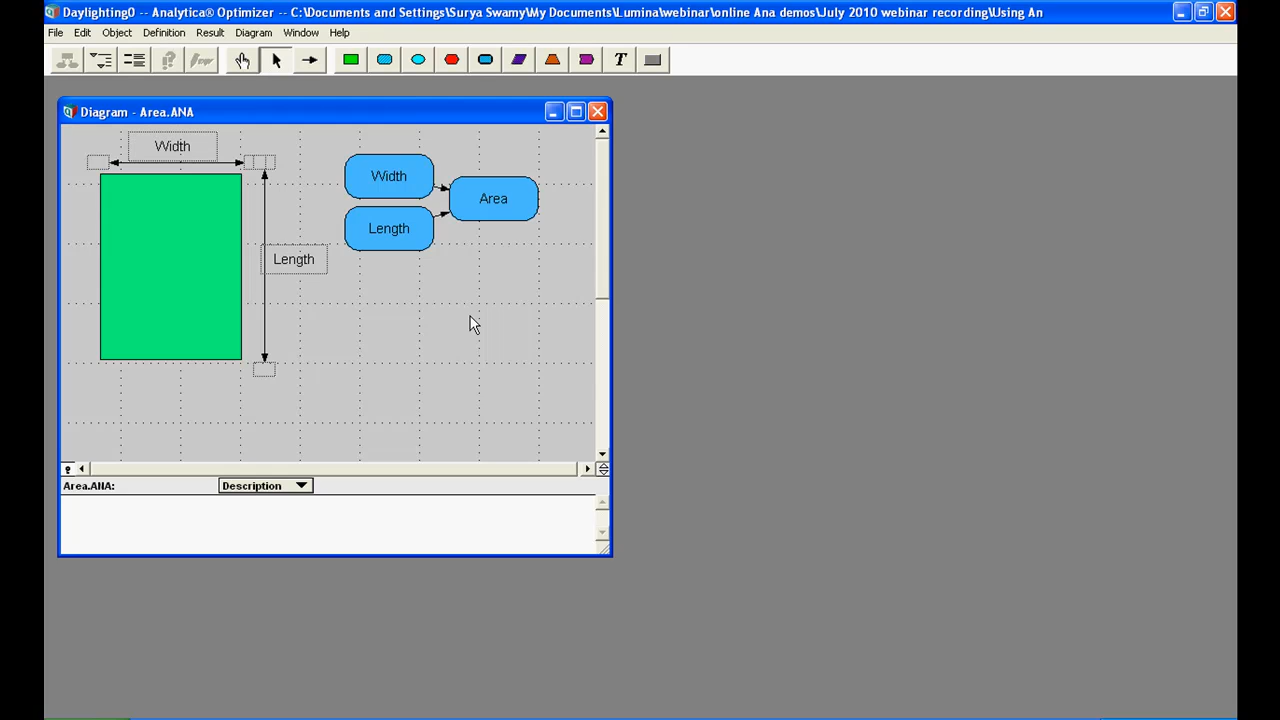 Daylighting0 -- Analytica® Optimizer -- C:\Documents and Settings\Surya Swamy\My Documents\Lumina\webinar\online Ana demos\July 2010 webinar recording\Using An
File Edit Object Definition Result Diagram Window Help
T
Diagram - Area.ANA
Width
Width
Area
Length
Length
Area.ANA: Description